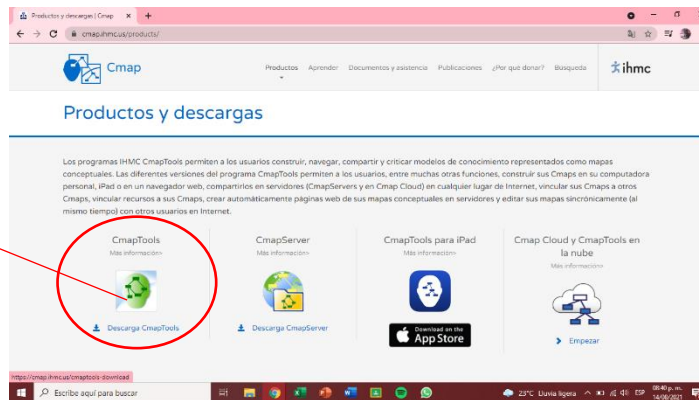 Productos y descargas | Cmap
cmap.ihmc.us/products/
Cmap
Productos Aprender Documentos y asistencia Publicaciones ¿Por qué donar? Busqueda
ihmc
Productos y descargas
Los programas IHMC CmapTools permiten a los usuarios construir, navegar, compartir y criticar modelos de conocimiento representados como mapas
conceptuales. Las diferentes versiones del programa CmapTools permiten a los usuarios, entre muchas otras funciones, construir sus Cmaps en su computadora
personal, iPad o en un navegador web, compartirlos en servidores (CmapServers y en Cmap Cloud) en cualquier lugar de Internet, vincular sus Cmaps a otros
Cmaps, vincular recursos a sus Cmaps, crear automáticamente páginas web de sus mapas conceptuales en servidores y editar sus mapas sincrónicamente (al
mismo tiempo) con otros usuarios en Internet.
CmapTools
Más información»
Descarga CmapTools
CmapServer
Más información»
Descarga CmapServer
CmapTools para iPad
Más información»
Download on the
App Store
Cmap Cloud y CmapTools en
la nube
Más información»
Empezar
https://cmap.ihmc.us/cmaptools-download
Escribe aquí para buscar
23°C Lluvia ligera
ESP
08:40 p. m.
14/06/2021